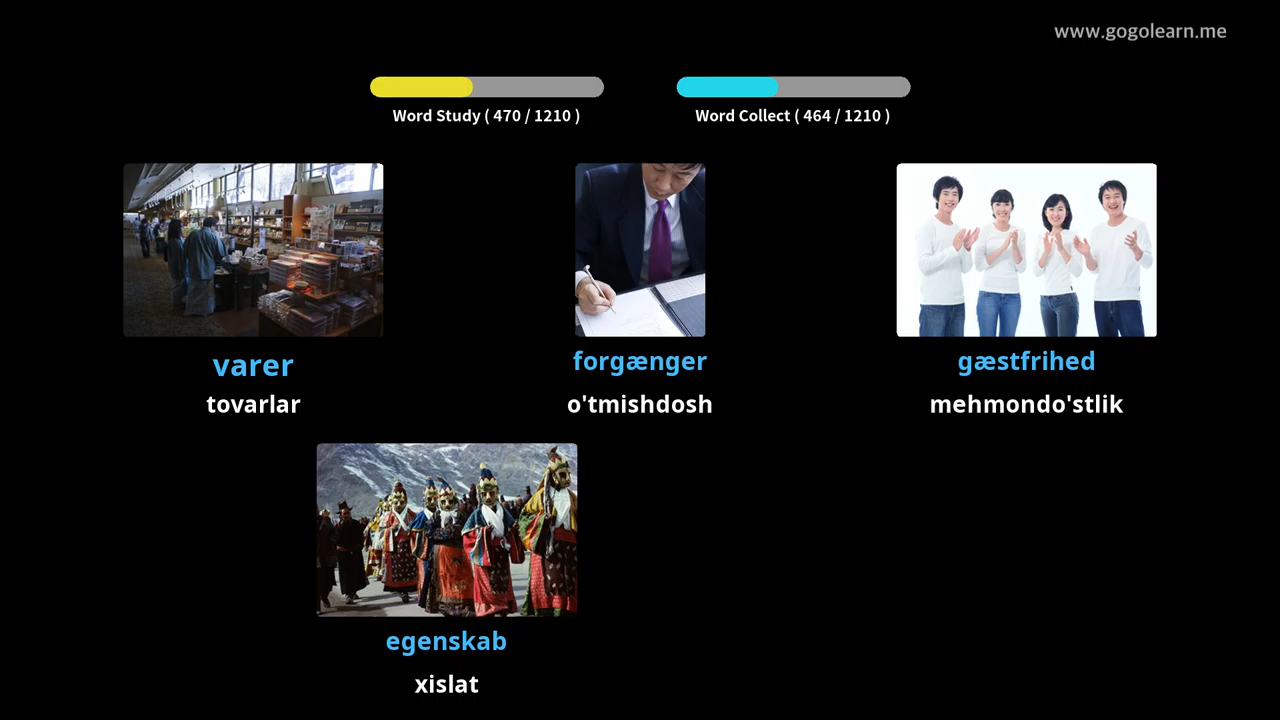 www.gogolearn.me
Word Study ( 470 / 1210 )
Word Collect ( 464 / 1210 )
varer
forgænger
gæstfrihed
tovarlar
o'tmishdosh
mehmondo'stlik
egenskab
xislat